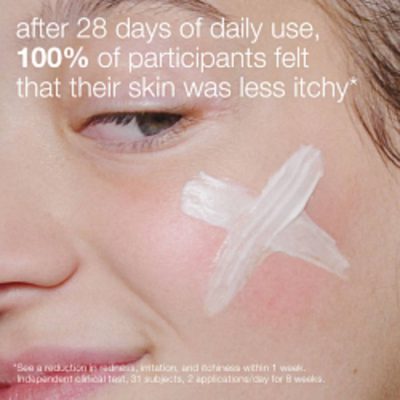 after 28 days of daily use,
100% of participants felt
that their skin was less itchy*
*See a reduction in redness, irritation, and itchiness within 1 week.
Independent clinical test, 31 subjects, 2 applications/day for 8 weeks.